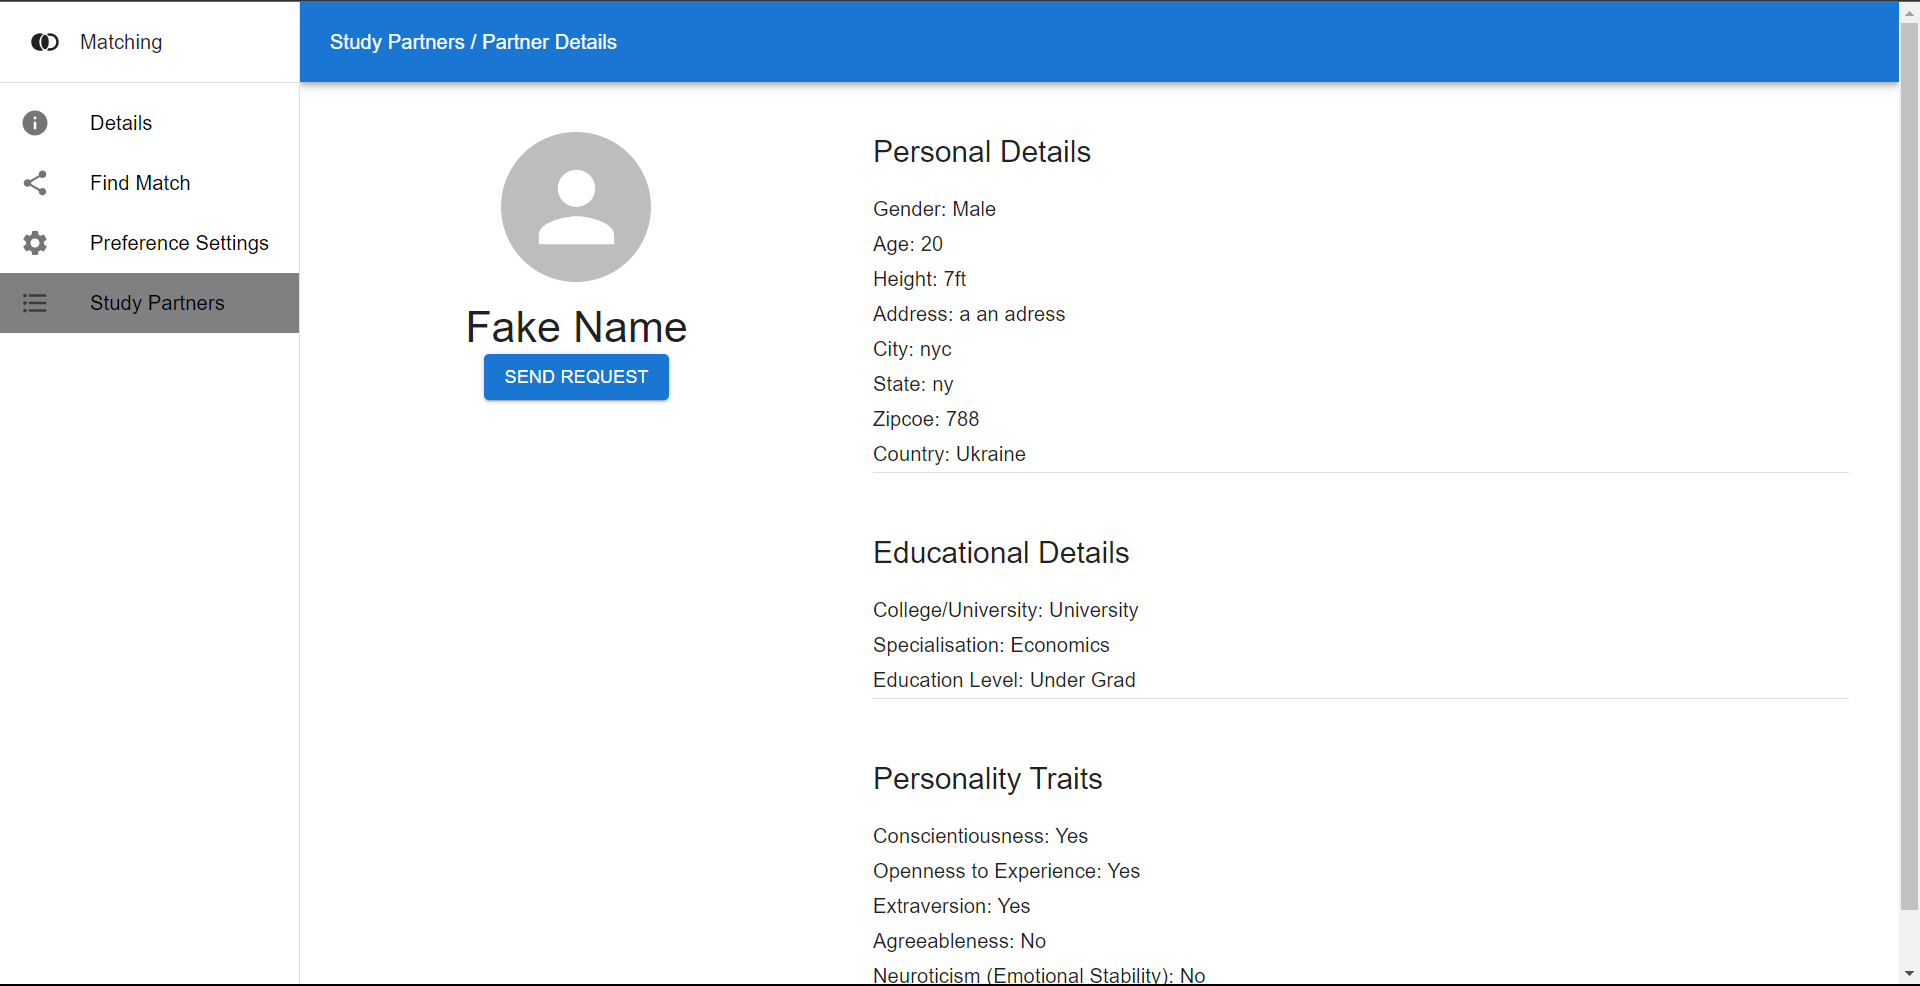 Matching
Study Partners / Partner Details
Details
Find Match
Preference Settings
Study Partners
Fake Name
SEND REQUEST
Personal Details
Gender: Male
Age: 20
Height: 7ft
Address: a an adress
City: nyc
State: ny
Zipcoe: 788
Country: Ukraine
Educational Details
College/University: University
Specialisation: Economics
Education Level: Under Grad
Personality Traits
Conscientiousness: Yes
Openness to Experience: Yes
Extraversion: Yes
Agreeableness: No
Neuroticism (Emotional Stability): No